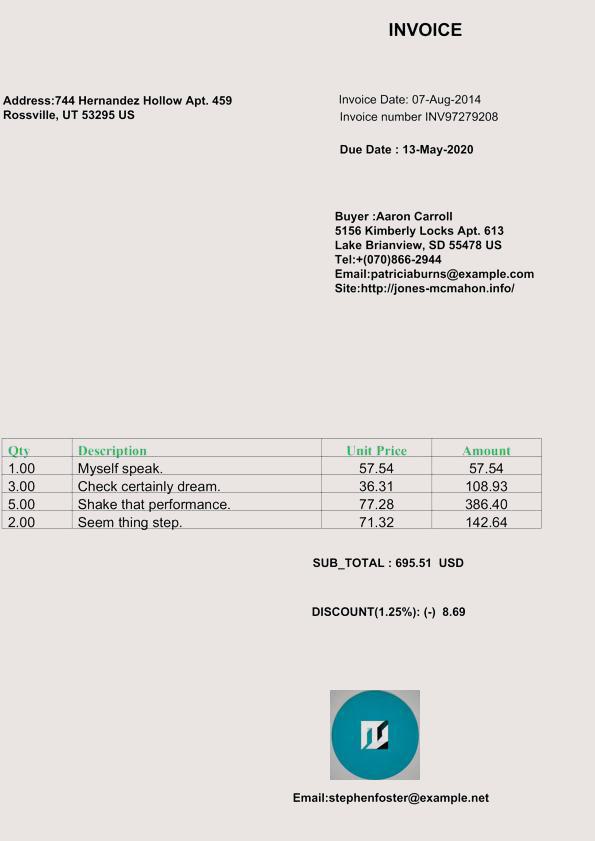 INVOICE
Address:744 Hernandez Hollow Apt. 459
Rossville, UT 53295 US
Invoice Date: 07-Aug-2014
Invoice number INV97279208
Due Date : 13-May-2020
Buyer :Aaron Carroll
5156 Kimberly Locks Apt. 613
Lake Brianview, SD 55478 US
Tel:+(070)866-2944
Email:patriciaburns@example.com
Site:http://jones-mcmahon.info/
Qty Description Unit Price Amount
1.00 Myself speak. 57.54 57.54
3.00 Check certainly dream. 36.31 108.93
5.00 Shake that performance. 77.28 386.40
2.00 Seem thing step. 71.32 142.64
SUB_TOTAL : 695.51 USD
DISCOUNT(1.25%): (-) 8.69
Email:stephenfoster@example.net